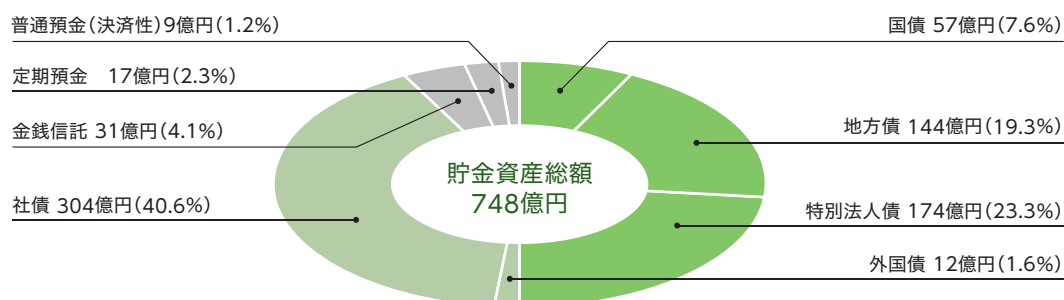 普通預金(決済性)9億円(1.2%)
定期預金　17億円(2.3%)
金銭信託 31億円(4.1%)
社債 304億円(40.6%)
貯金資産総額
748億円
国債 57億円(7.6%)
地方債 144億円(19.3%)
特別法人債 174億円(23.3%)
外国債 12億円(1.6%)